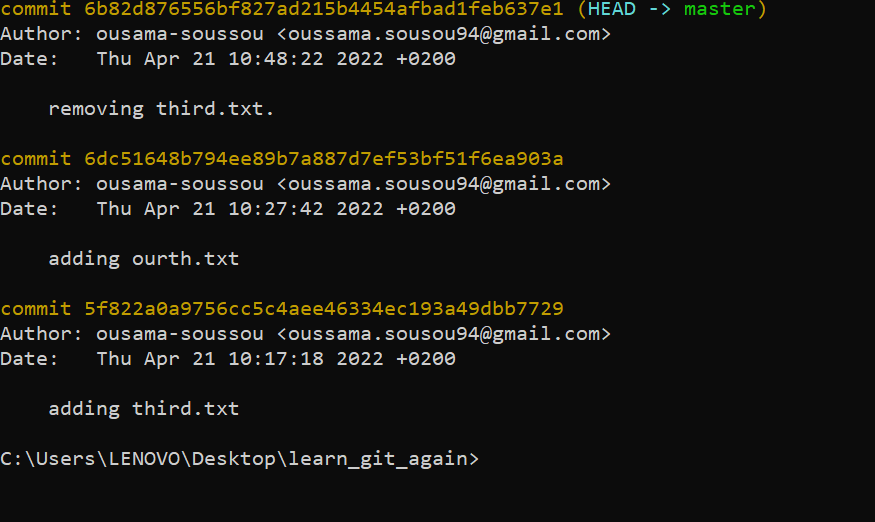 commit 6b82d876556bf827ad215b4454afbad1feb637e1 (HEAD -> master)
Author: ousama-soussou <oussama.sousou94@gmail.com>
Date:   Thu Apr 21 10:48:22 2022 +0200
    removing third.txt.
commit 6dc51648b794ee89b7a887d7ef53bf51f6ea903a
Author: ousama-soussou <oussama.sousou94@gmail.com>
Date:   Thu Apr 21 10:27:42 2022 +0200
    adding ourth.txt
commit 5f822a0a9756cc5c4aee46334ec193a49dbb7729
Author: ousama-soussou <oussama.sousou94@gmail.com>
Date:   Thu Apr 21 10:17:18 2022 +0200
    adding third.txt
C:\Users\LENOVO\Desktop\learn_git_again>